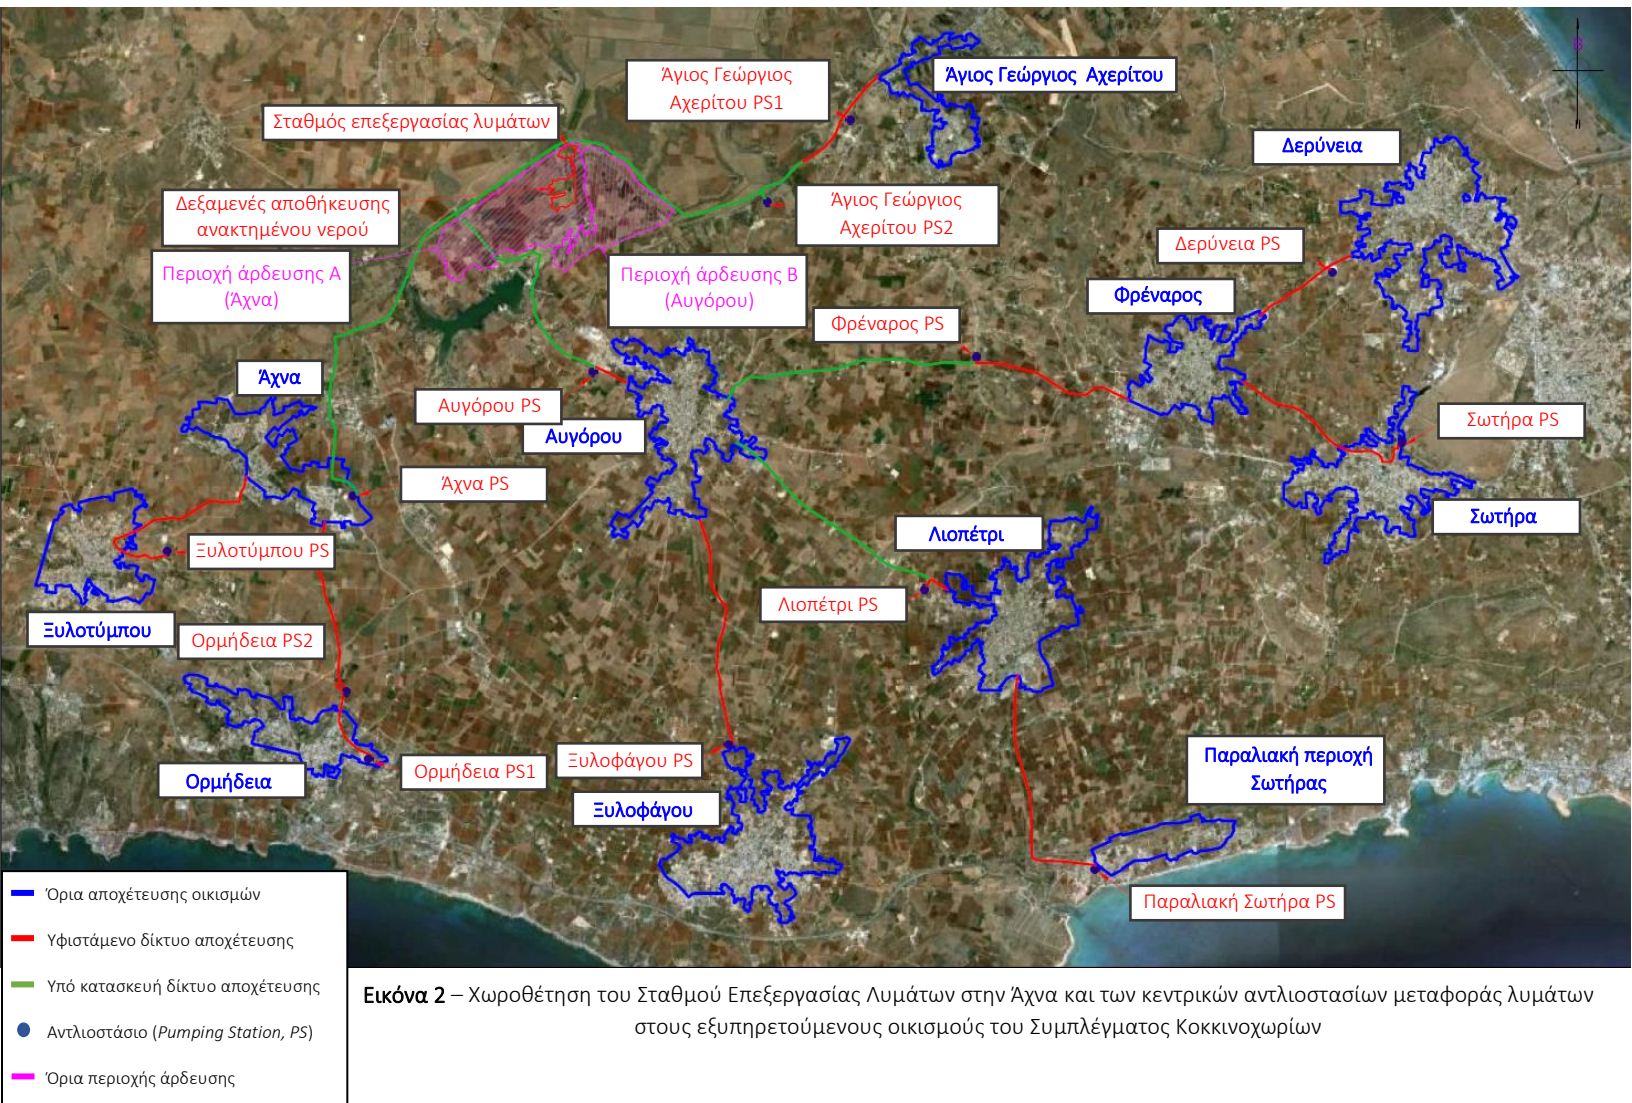 Άγιος Γεώργιος
Αχερίτου PS1
Άγιος Γεώργιος Αχερίτου
Σταθμός επεξεργασίας λυμάτων
Δερύνεια
Δεξαμενές αποθήκευσης
ανακτημένου νερού
Άγιος Γεώργιος
Αχερίτου PS2
Δερύνεια PS
Περιοχή άρδευσης Α
(Άχνα)
Περιοχή άρδευσης Β
(Αυγόρου)
Φρέναρος
Φρέναρος PS
Άχνα
Αυγόρου PS
Αυγόρου
Σωτήρα PS
Άχνα PS
Σωτήρα
Λιοπέτρι
Ξυλοτύμπου PS
Λιοπέτρι PS
Ξυλοτύμπου
Ορμήδεια PS2
Ορμήδεια PS1
Ξυλοφάγου PS
Παραλιακή περιοχή
Σωτήρας
Ορμήδεια
Ξυλοφάγου
Παραλιακή Σωτήρα PS
Όρια αποχέτευσης οικισμών
Υφιστάμενο δίκτυο αποχέτευσης
Υπό κατασκευή δίκτυο αποχέτευσης
Αντλιοστάσιο (Pumping Station, PS)
Όρια περιοχής άρδευσης
Εικόνα 2 – Χωροθέτηση του Σταθμού Επεξεργασίας Λυμάτων στην Άχνα και των κεντρικών αντλιοστασίων μεταφοράς λυμάτων
στους εξυπηρετούμενους οικισμούς του Συμπλέγματος Κοκκινοχωρίων